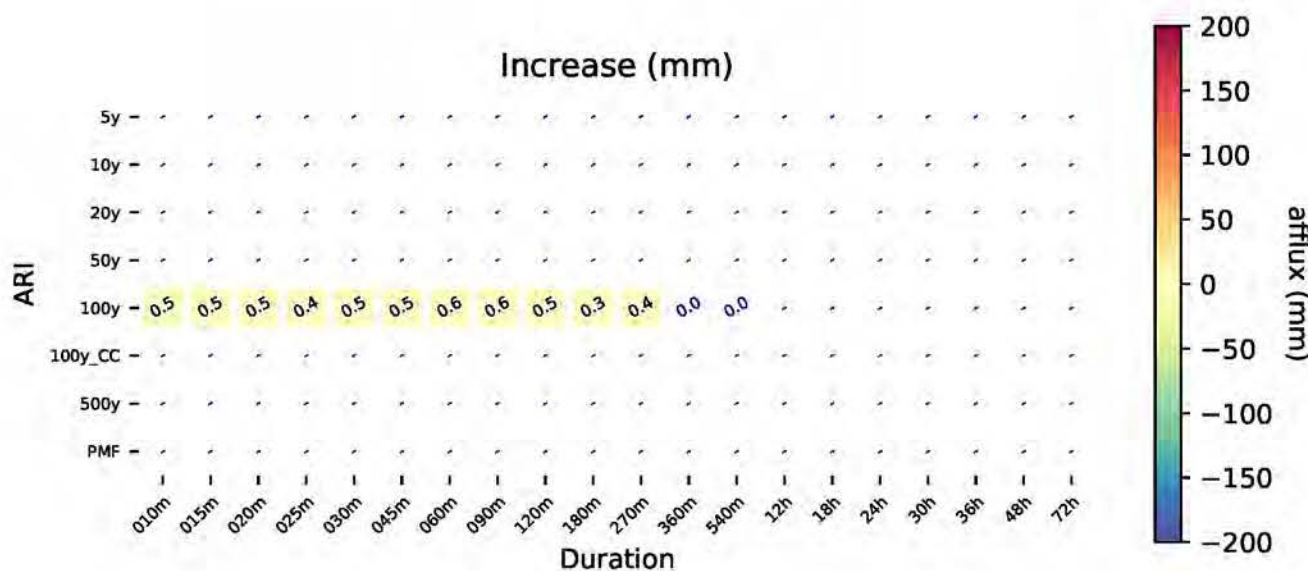 Increase (mm)
ARI
5y - - - - - - - - - - - - - - - - - - - -
10y - - - - - - - - - - - - - - - - - - - -
20y - - - - - - - - - - - - - - - - - - - -
50y - - - - - - - - - - - - - - - - - - - -
100y 0.5 0.5 0.5 0.4 0.5 0.5 0.6 0.6 0.5 0.3 0.4 0.0 0.0 - - - - - - -
100y_CC - - - - - - - - - - - - - - - - - - - -
500y - - - - - - - - - - - - - - - - - - - -
PMF - - - - - - - - - - - - - - - - - - - -
010m 015m 020m 025m 030m 045m 060m 090m 120m 180m 270m 360m 540m 12h 18h 24h 30h 36h 48h 72h
Duration
200
150
100
50
0
−50
−100
−150
−200
afflux (mm)